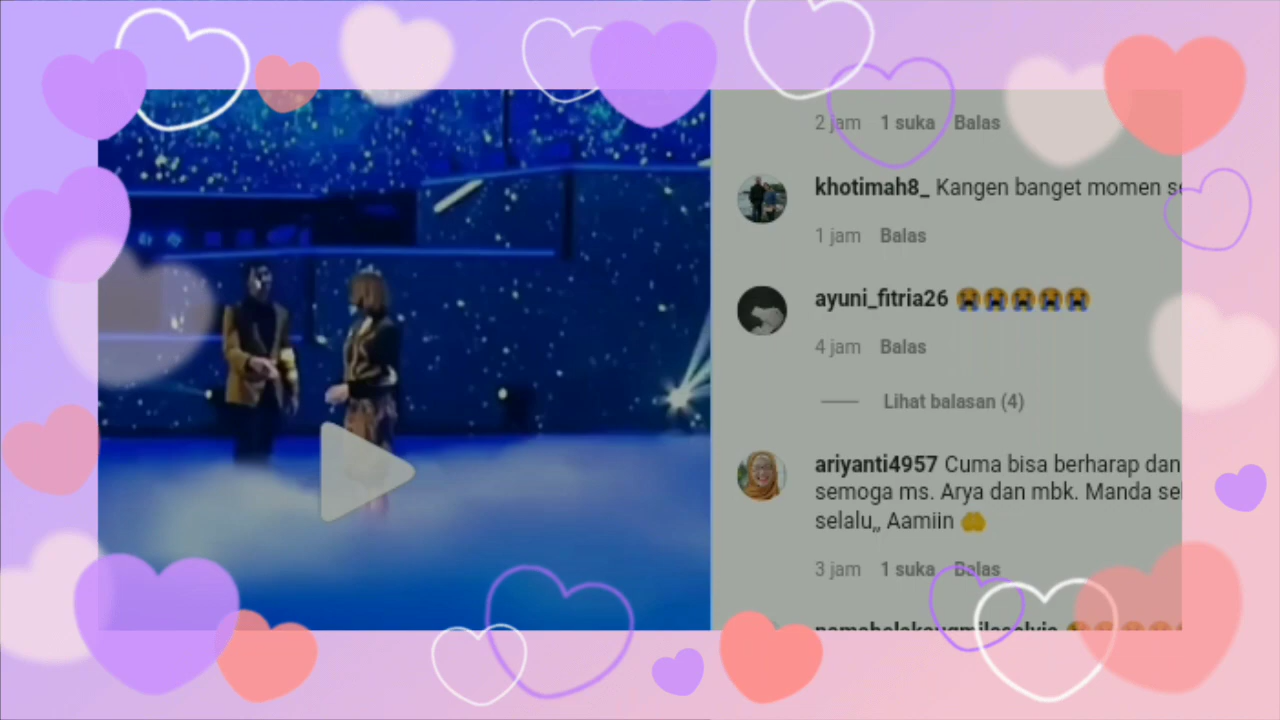 2 jam 1 suka Balas
khotimah8_ Kangen banget momen
1 jam Balas
ayuni_fitria26 😭😭😭😭😭
4 jam Balas
Lihat balasan (4)
ariyanti4957 Cuma bisa berharap dan
semoga ms. Arya dan mbk. Manda
selalu,, Aamiin 🤲
3 jam 1 suka Balas